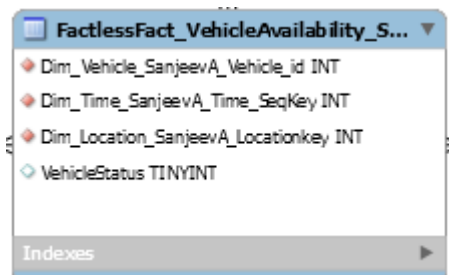 FactlessFact_VehicleAvailability_S...
Dim_Vehicle_SanjeevA_Vehicle_id INT
Dim_Time_SanjeevA_Time_SeqKey INT
Dim_Location_SanjeevA_Locationkey INT
VehicleStatus TINYINT
Indexes